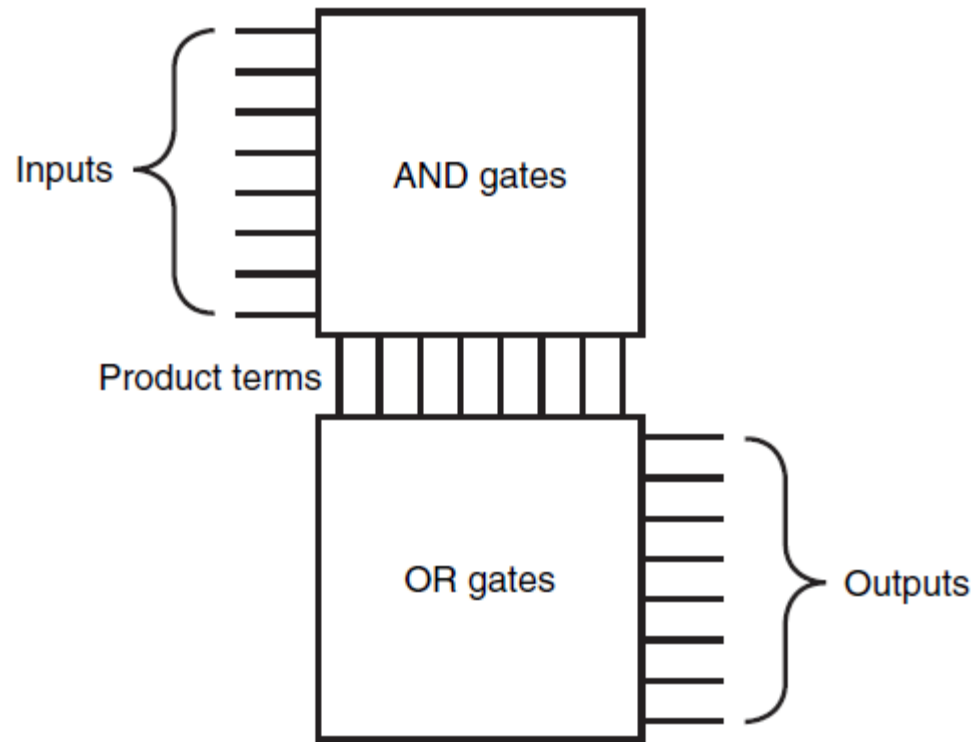 Inputs
AND gates
Product terms
OR gates
Outputs